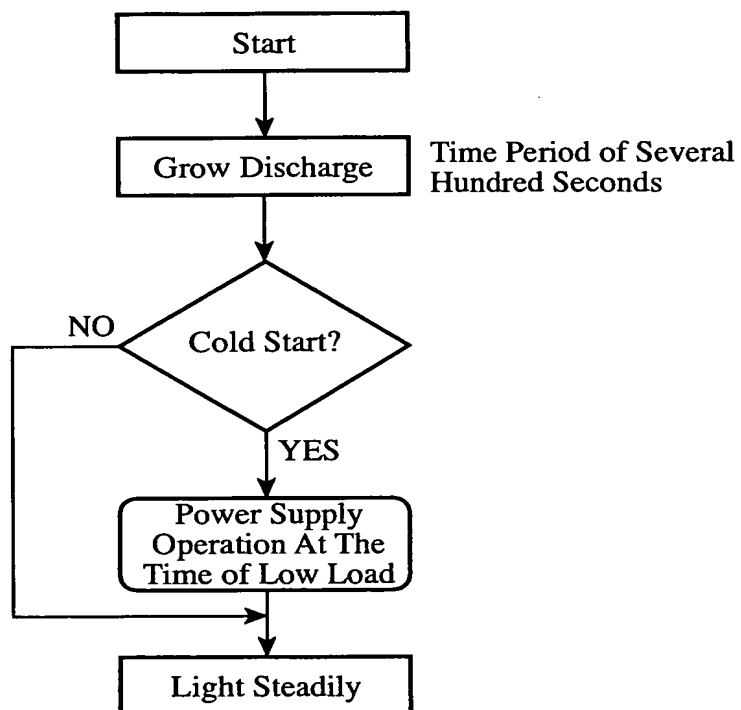 Start
Grow Discharge
Time Period of Several
Hundred Seconds
NO
Cold Start?
YES
Power Supply
Operation At The
Time of Low Load
Light Steadily